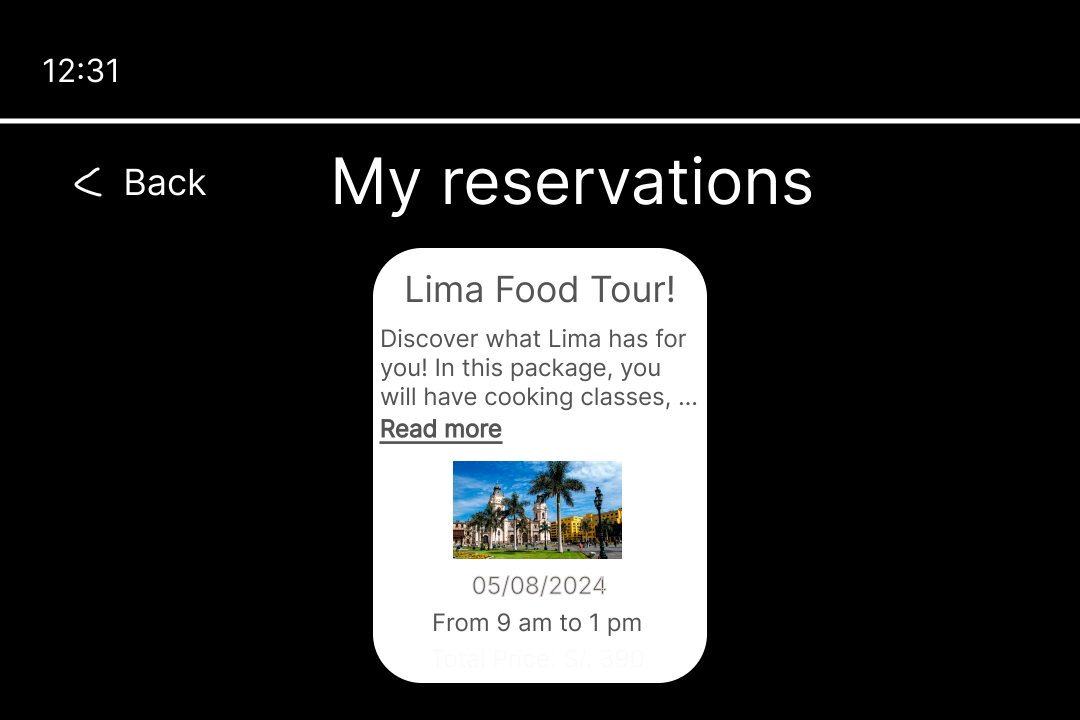 12:31
< Back
My reservations
Lima Food Tour!
Discover what Lima has for
you! In this package, you
will have cooking classes, ...
Read more
05/08/2024
From 9 am to 1 pm
Total Price. S/. 390